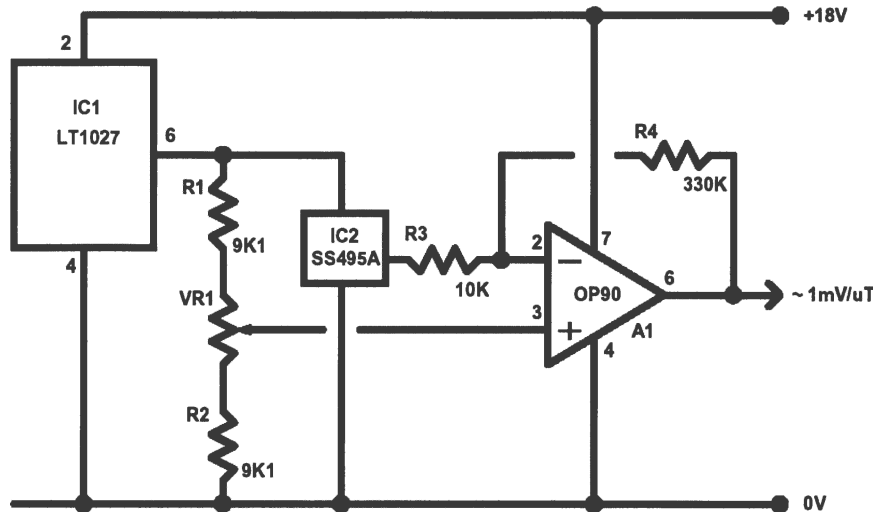 +18V
2
IC1
LT1027
6
R1
9K1
4
VR1
R2
9K1
IC2
SS495A
R3
10K
R4
330K
2
7
3
OP90
6
4
A1
~ 1mV/uT
0V